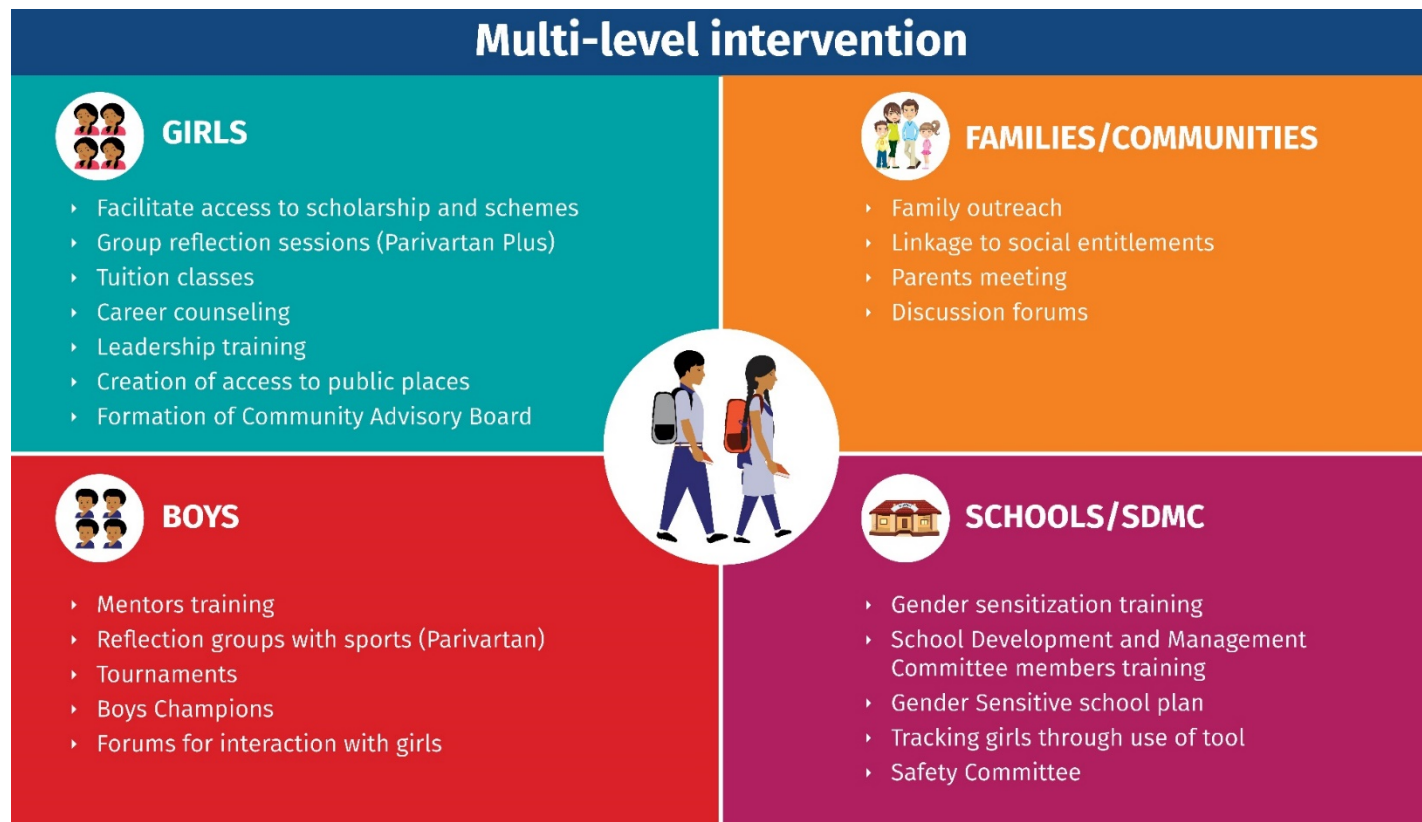 Multi-level intervention
GIRLS
Facilitate access to scholarship and schemes
Group reflection sessions (Parivartan Plus)
Tuition classes
Career counseling
Leadership training
Creation of access to public places
Formation of Community Advisory Board
FAMILIES/COMMUNITIES
Family outreach
Linkage to social entitlements
Parents meeting
Discussion forums
BOYS
Mentors training
Reflection groups with sports (Parivartan)
Tournaments
Boys Champions
Forums for interaction with girls
SCHOOLS/SDMC
Gender sensitization training
School Development and Management
Committee members training
Gender Sensitive school plan
Tracking girls through use of tool
Safety Committee